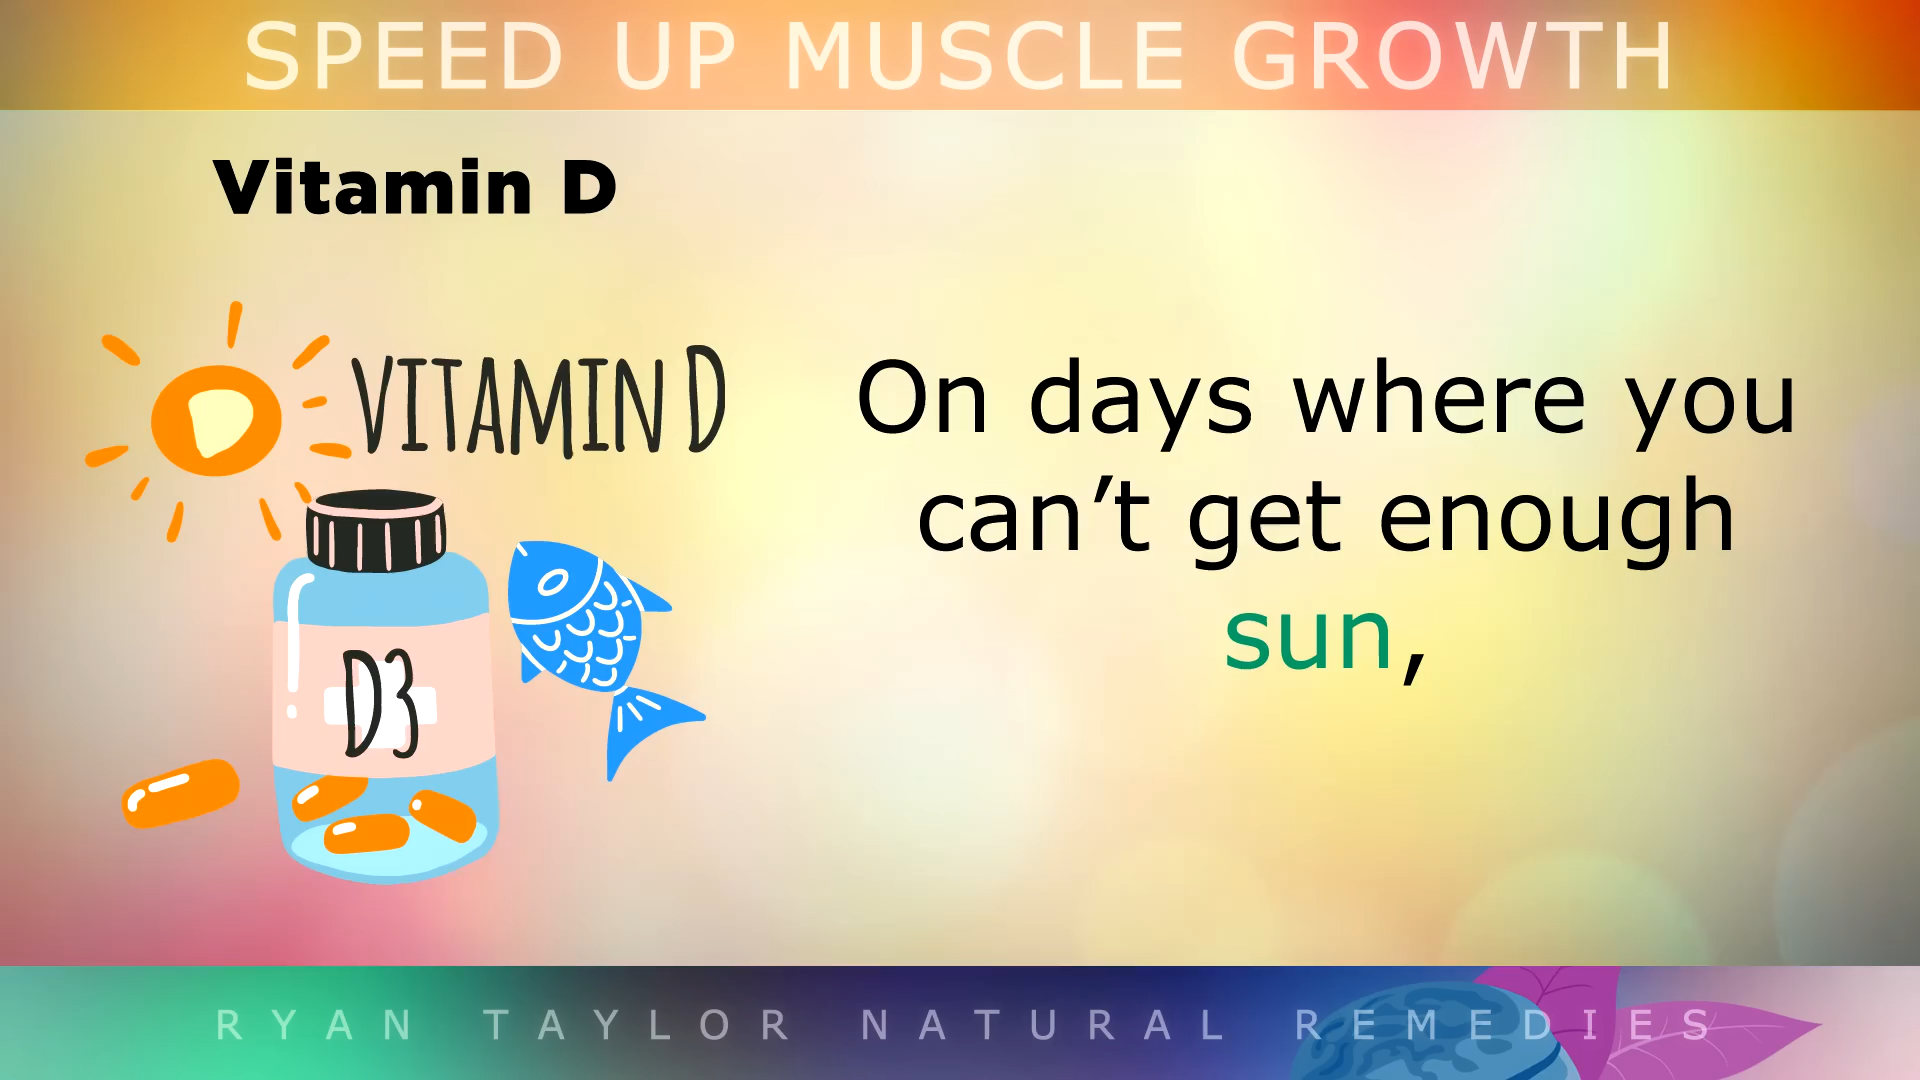 SPEED UP MUSCLE GROWTH
Vitamin D
VITAMIN D
D3
On days where you
can’t get enough
sun,
RYAN TAYLOR NATURAL REMEDIES